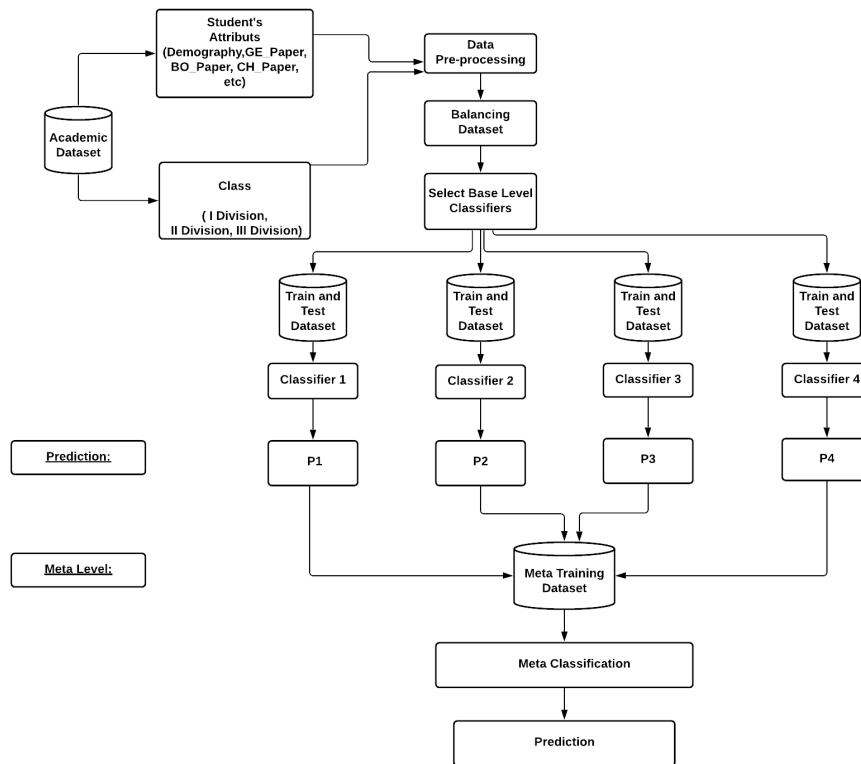 Student's
Attributs
(Demography,GE_Paper,
BO_Paper, CH_Paper,
etc)
Data
Pre-processing
Academic
Dataset
Balancing
Dataset
Class
( I Division,
II Division, III Division)
Select Base Level
Classifiers
Train and
Test
Dataset
Train and
Test
Dataset
Train and
Test
Dataset
Train and
Test
Dataset
Classifier 1
Classifier 2
Classifier 3
Classifier 4
Prediction:
P1
P2
P3
P4
Meta Level:
Meta Training
Dataset
Meta Classification
Prediction